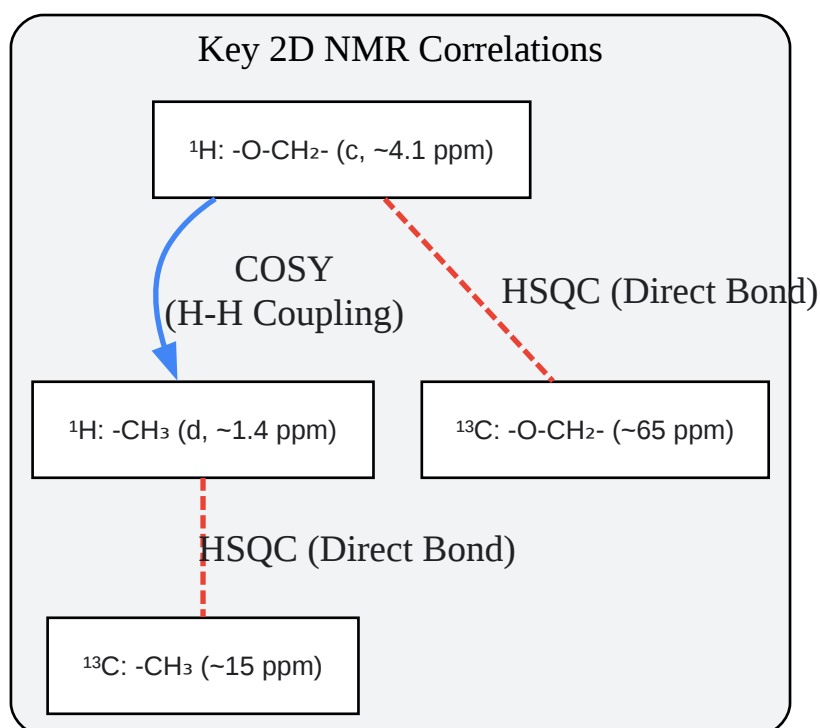 Key 2D NMR Correlations
¹H: -O-CH₂- (c, ~4.1 ppm)
COSY
(H-H Coupling)
HSQC (Direct Bond)
¹H: -CH₃ (d, ~1.4 ppm)
¹³C: -O-CH₂- (~65 ppm)
HSQC (Direct Bond)
¹³C: -CH₃ (~15 ppm)